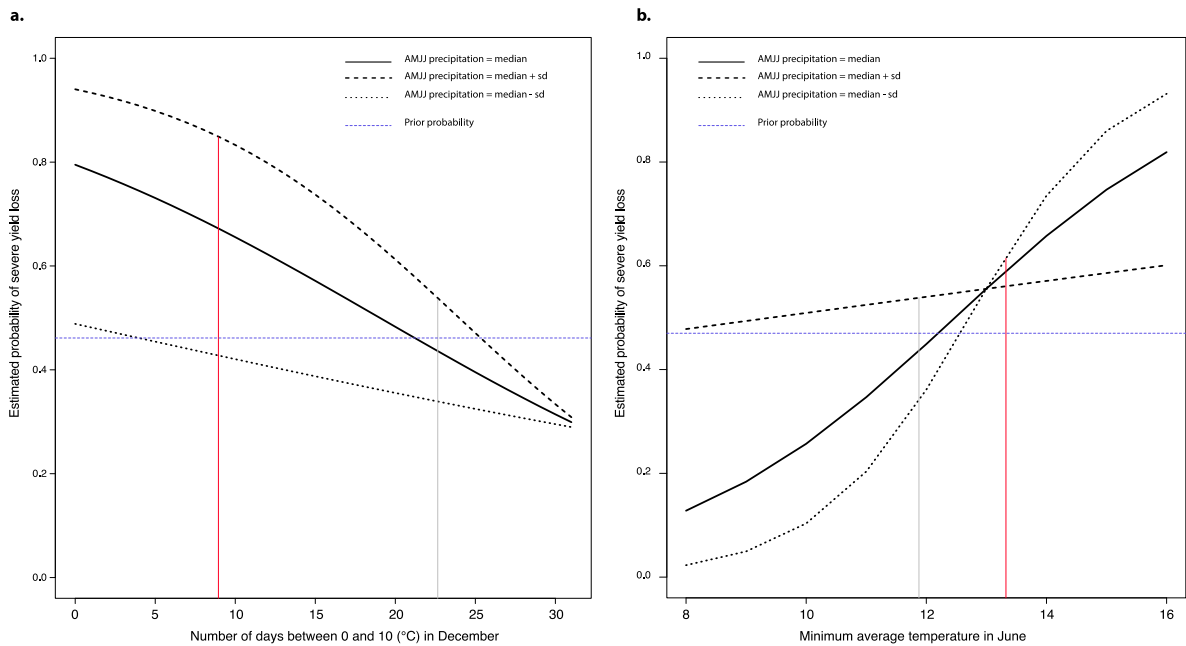 a.
AMJJ precipitation = median
AMJJ precipitation = median + sd
AMJJ precipitation = median - sd
Prior probability
Estimated probability of severe yield loss
1.0
0.8
0.6
0.4
0.2
0.0
0 5 10 15 20 25 30
Number of days between 0 and 10 (°C) in December
b.
AMJJ precipitation = median
AMJJ precipitation = median + sd
AMJJ precipitation = median - sd
Prior probability
Estimated probability of severe yield loss
1.0
0.8
0.6
0.4
0.2
0.0
8 10 12 14 16
Minimum average temperature in June